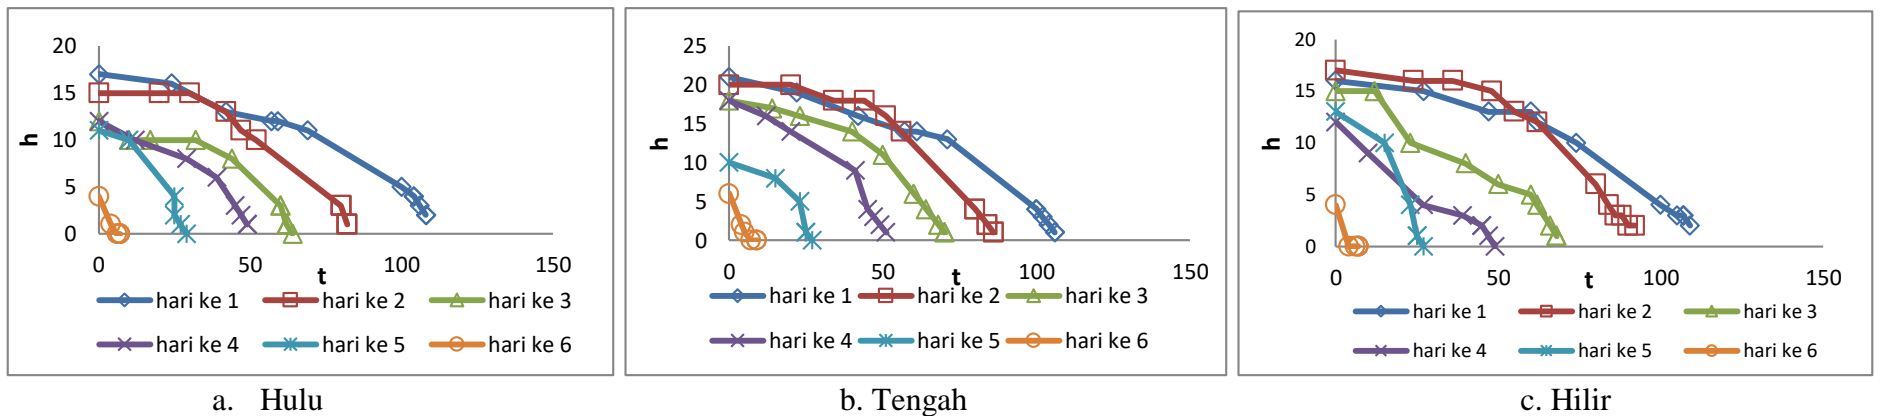 20
15
10
5
0
h
0
50
100
150
t
hari ke 1
hari ke 2
hari ke 3
hari ke 4
hari ke 5
hari ke 6
a. Hulu
25
20
15
10
5
0
h
0
50
100
150
t
hari ke 1
hari ke 2
hari ke 3
hari ke 4
hari ke 5
hari ke 6
b. Tengah
20
15
10
5
0
h
0
50
100
150
t
hari ke 1
hari ke 2
hari ke 3
hari ke 4
hari ke 5
hari ke 6
c. Hilir